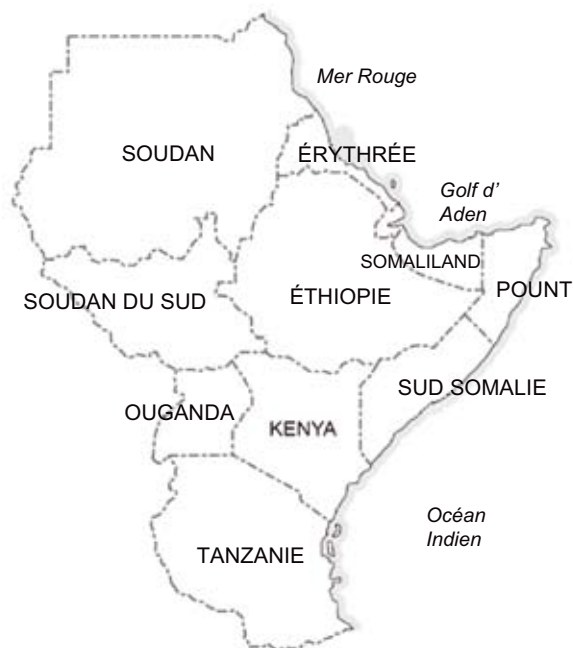 Mer Rouge
SOUDAN
ÉRYTHRÉE
Golf d'
Aden
SOMALILAND
SOUDAN DU SUD
ÉTHIOPIE
POUNT
SUD SOMALIE
OUGANDA
KENYA
Océan
Indien
TANZANIE